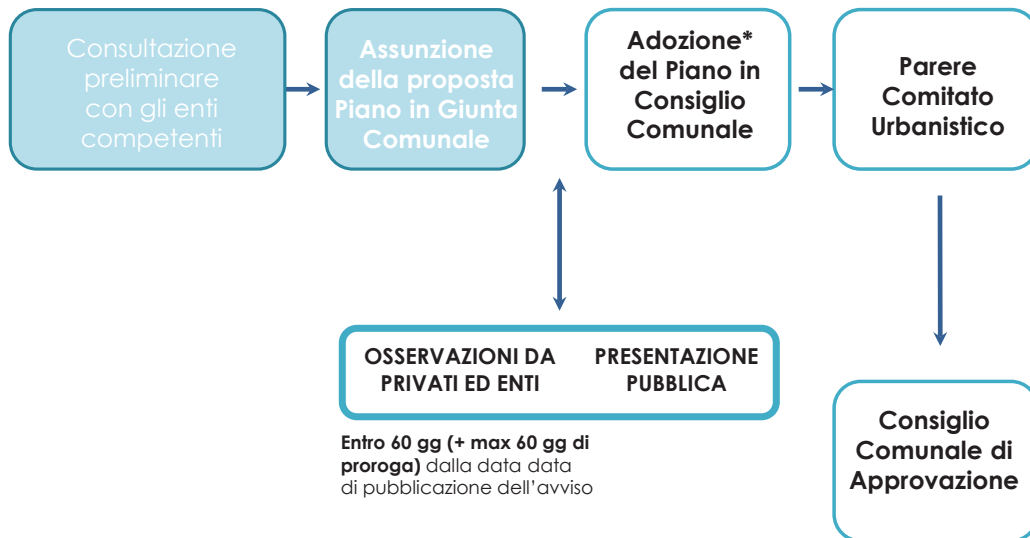 Consultazione
preliminare
con gli enti
competenti
Assunzione
della proposta
Piano in Giunta
Comunale
Adozione*
del Piano in
Consiglio
Comunale
Parere
Comitato
Urbanistico
OSSERVAZIONI DA
PRIVATI ED ENTI
PRESENTAZIONE
PUBBLICA
Entro 60 gg (+ max 60 gg di
proroga) dalla data data
di pubblicazione dell'avviso
Consiglio
Comunale di
Approvazione